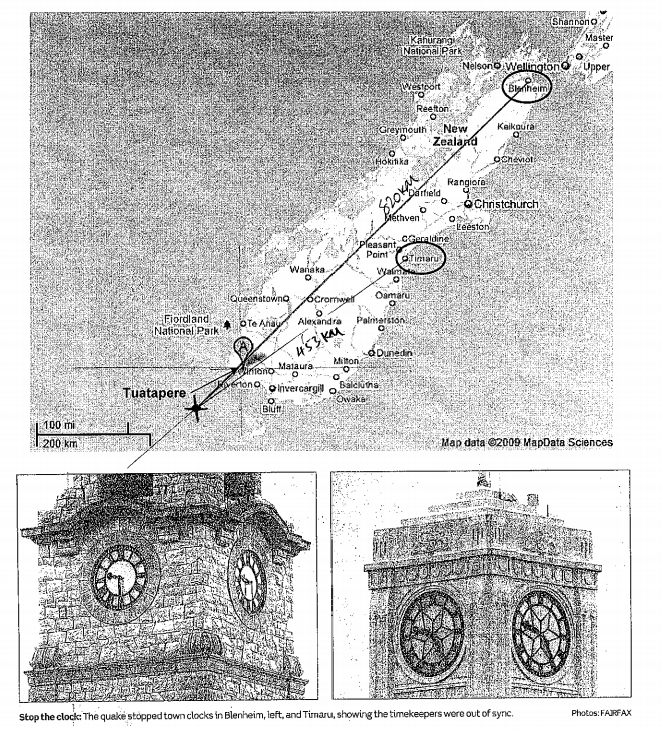 Shannon
Master
Kahurangi
National Park
Nelson
Wellington
Upper
Blenheim
Westport
Reefton
Greymouth
New
Zealand
Kaikoura
Hokitika
Cheviot
820 KM
Rangiora
Darfield
Christchurch
Methven
Leeston
Geraldine
Pleasant
Point
Timaru
Wanaka
Waimate
Queenstown
Cromwell
Oamaru
Fiordland
National Park
Te Anau
Alexandra
Palmerston
453 KM
A
Dunedin
Milton
Winton
Mataura
Tuatapere
Riverton
Invercargill
Balclutha
Owaka
Bluff
100 mi
200 km
Map data ©2009 MapData Sciences
Stop the clock: The quake stopped town clocks in Blenheim, left, and Timaru, showing the timekeepers were out of sync.
Photos: FAIRFAX